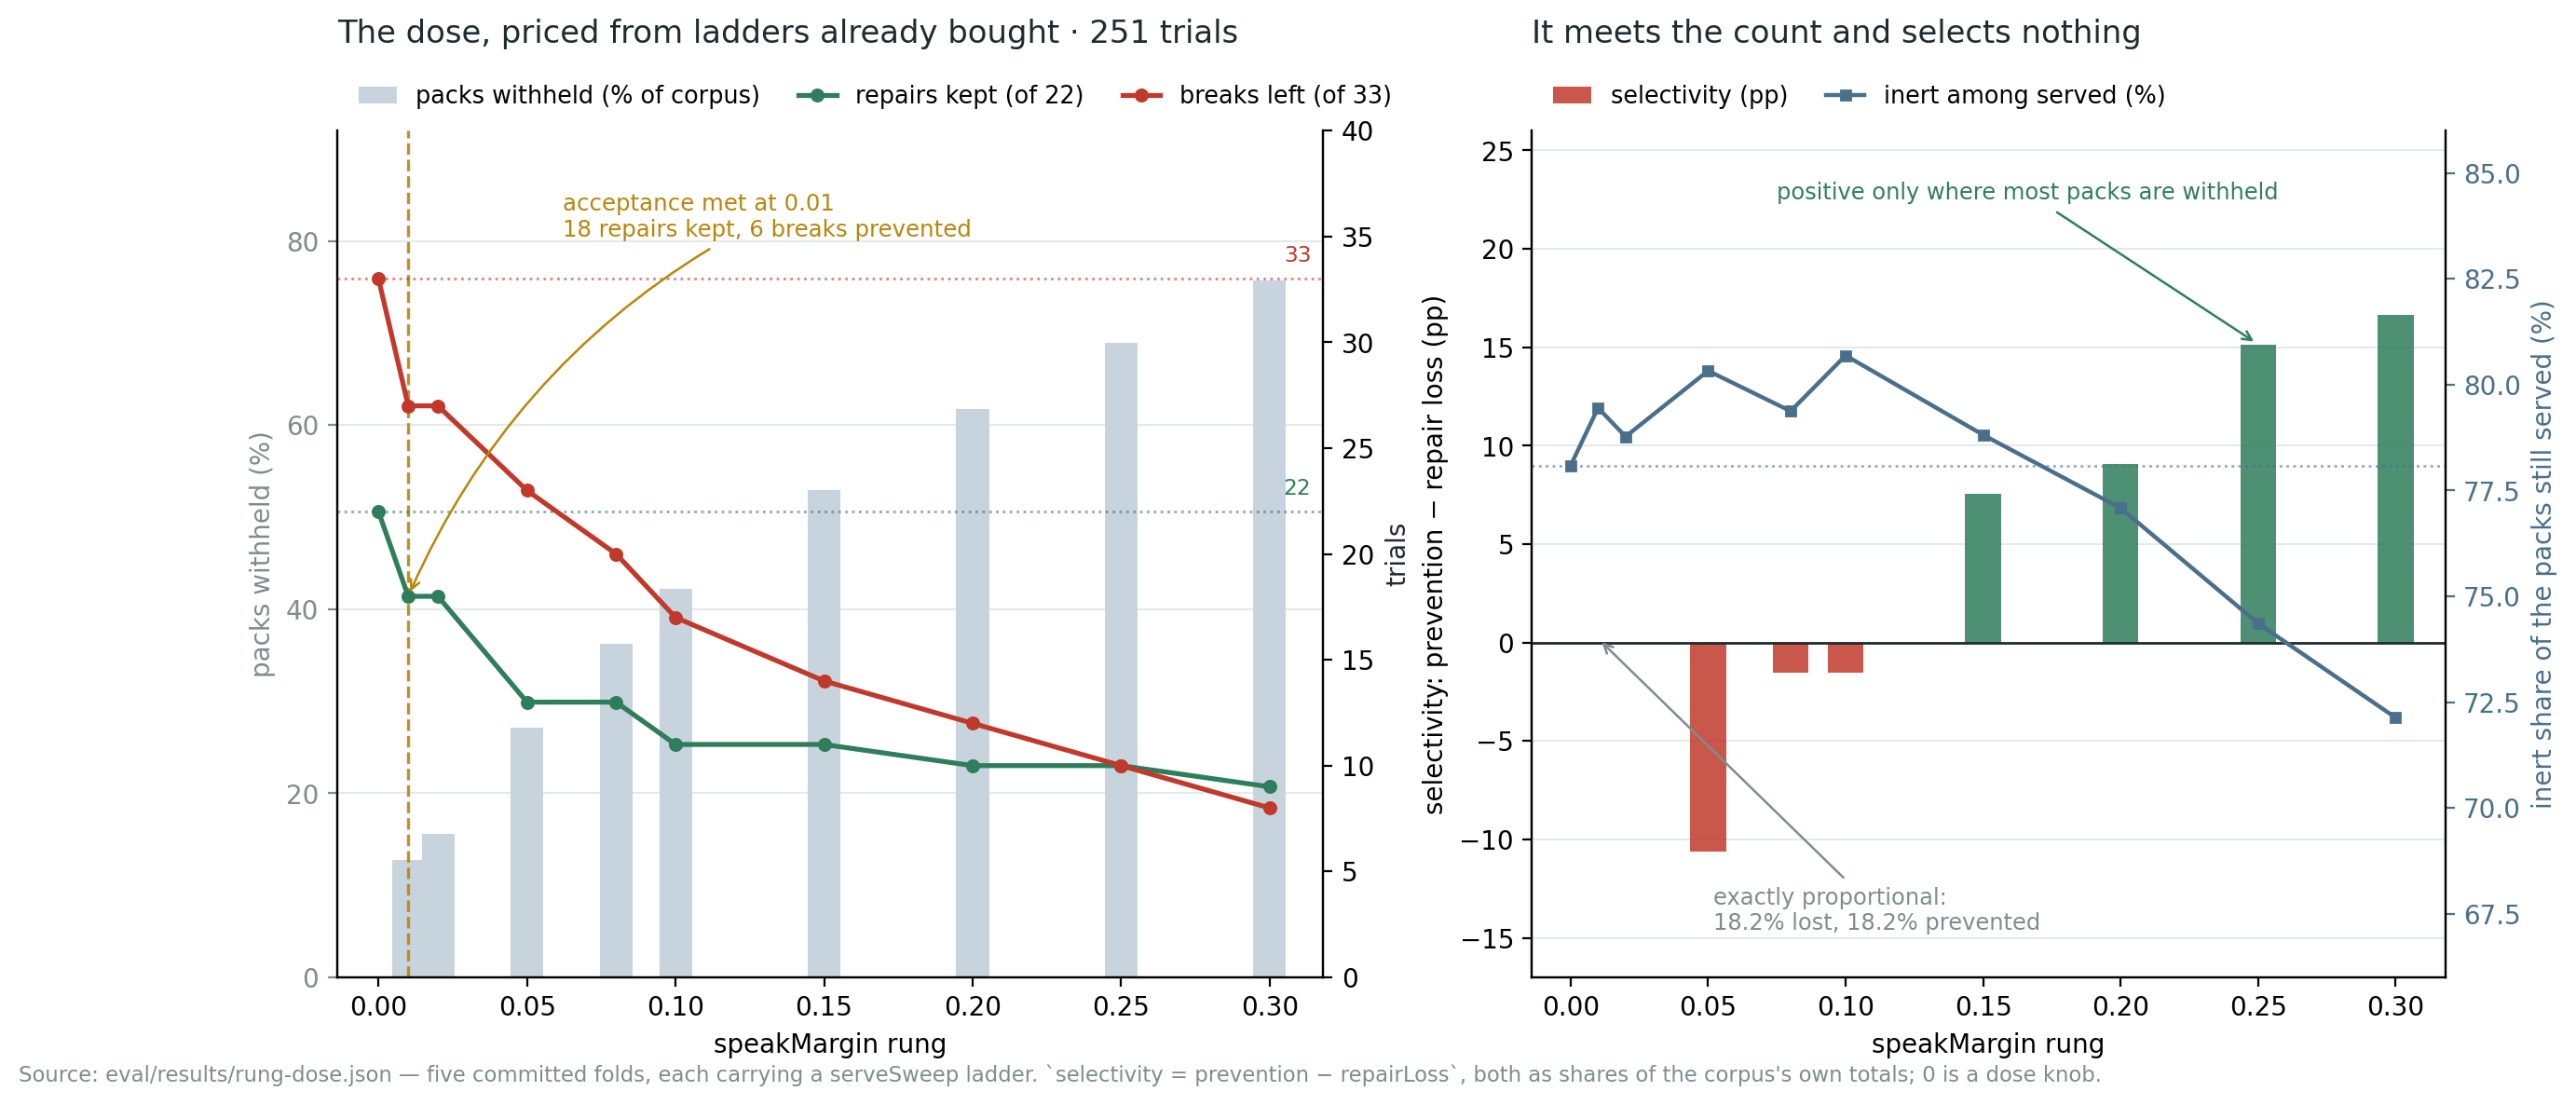 The dose, priced from ladders already bought · 251 trials
packs withheld (% of corpus)
repairs kept (of 22)
breaks left (of 33)
acceptance met at 0.01
18 repairs kept, 6 breaks prevented
33
22
packs withheld (%)
0
20
40
60
80
trials
0
5
10
15
20
25
30
35
40
0.00
0.05
0.10
0.15
0.20
0.25
0.30
speakMargin rung
It meets the count and selects nothing
selectivity (pp)
inert among served (%)
positive only where most packs are withheld
exactly proportional:
18.2% lost, 18.2% prevented
selectivity: prevention − repair loss (pp)
25
20
15
10
5
0
−5
−10
−15
inert share of the packs still served (%)
85.0
82.5
80.0
77.5
75.0
72.5
70.0
67.5
0.00
0.05
0.10
0.15
0.20
0.25
0.30
speakMargin rung
Source: eval/results/rung-dose.json — five committed folds, each carrying a serveSweep ladder. `selectivity = prevention − repairLoss`, both as shares of the corpus's own totals; 0 is a dose knob.